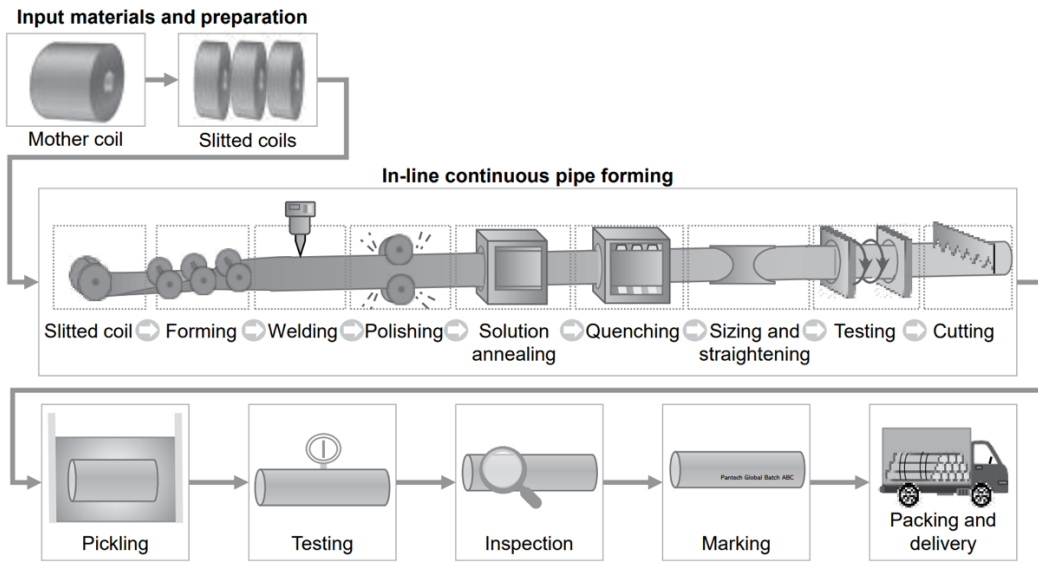 Input materials and preparation
Mother coil
Slitted coils
In-line continuous pipe forming
Slitted coil
Forming
Welding
Polishing
Solution
annealing
Quenching
Sizing and
straightening
Testing
Cutting
Pickling
Testing
Inspection
Pantech Global Batch ABC
Marking
Packing and
delivery